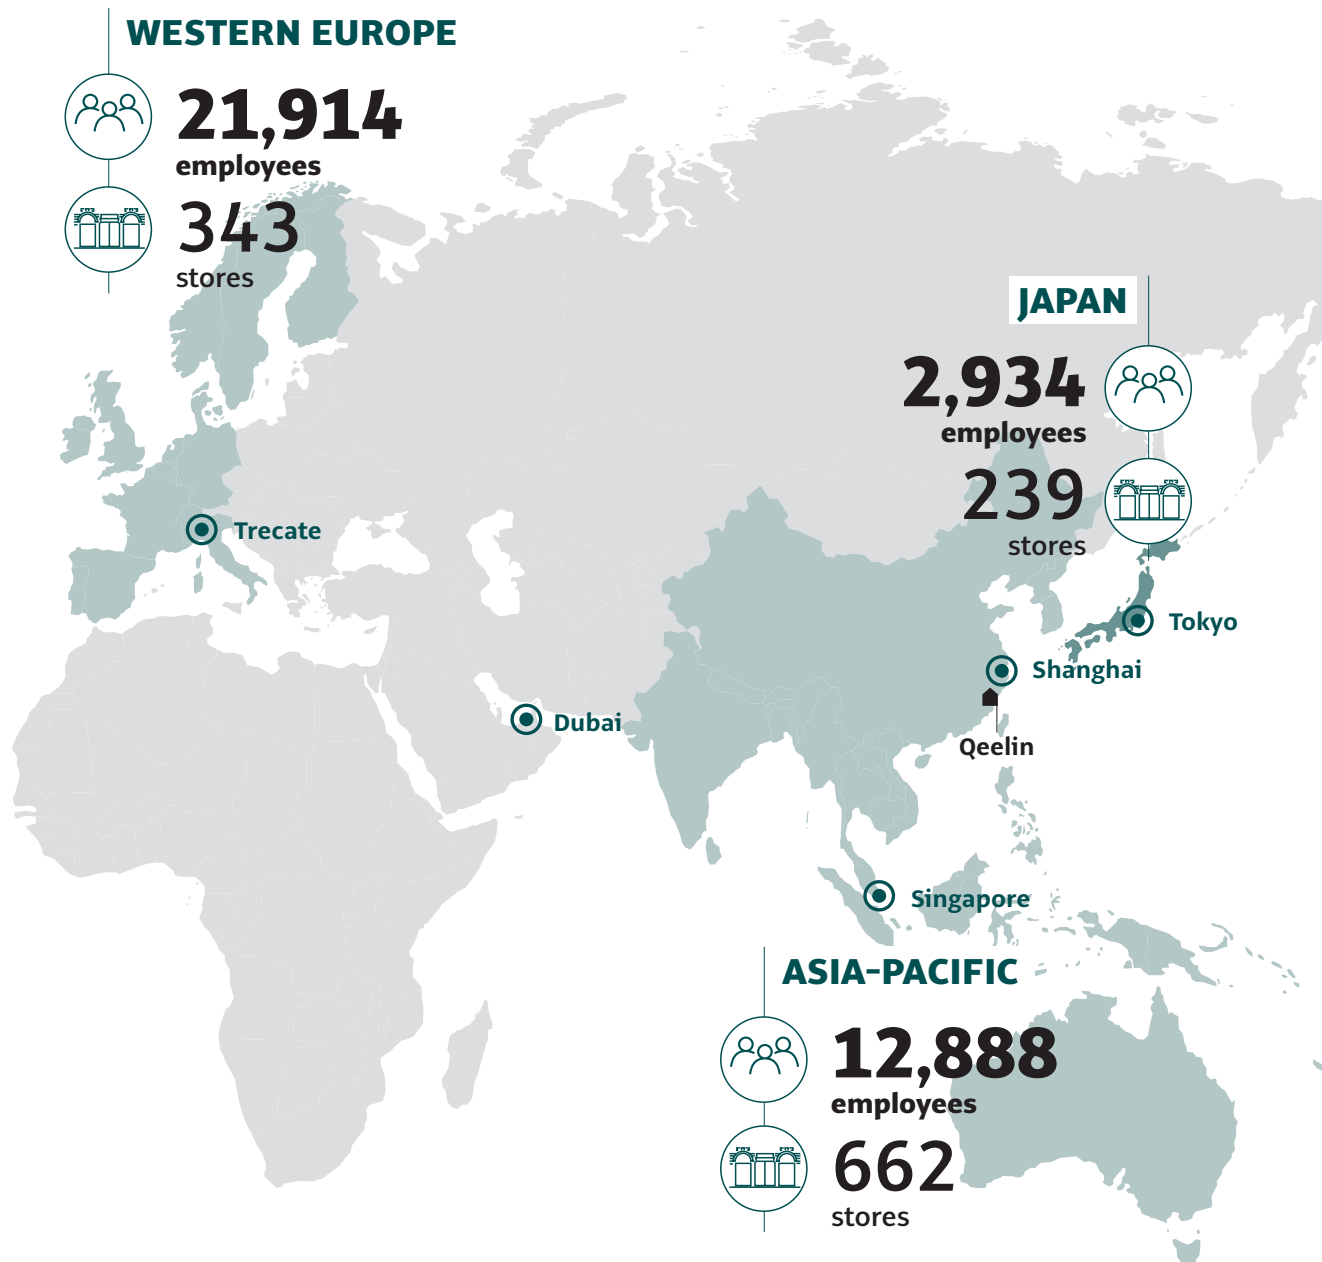 WESTERN EUROPE
21,914
employees
343
stores
JAPAN
2,934
employees
239
stores
Trecate
Tokyo
Shanghai
Dubai
Qeelin
Singapore
ASIA-PACIFIC
12,888
employees
662
stores